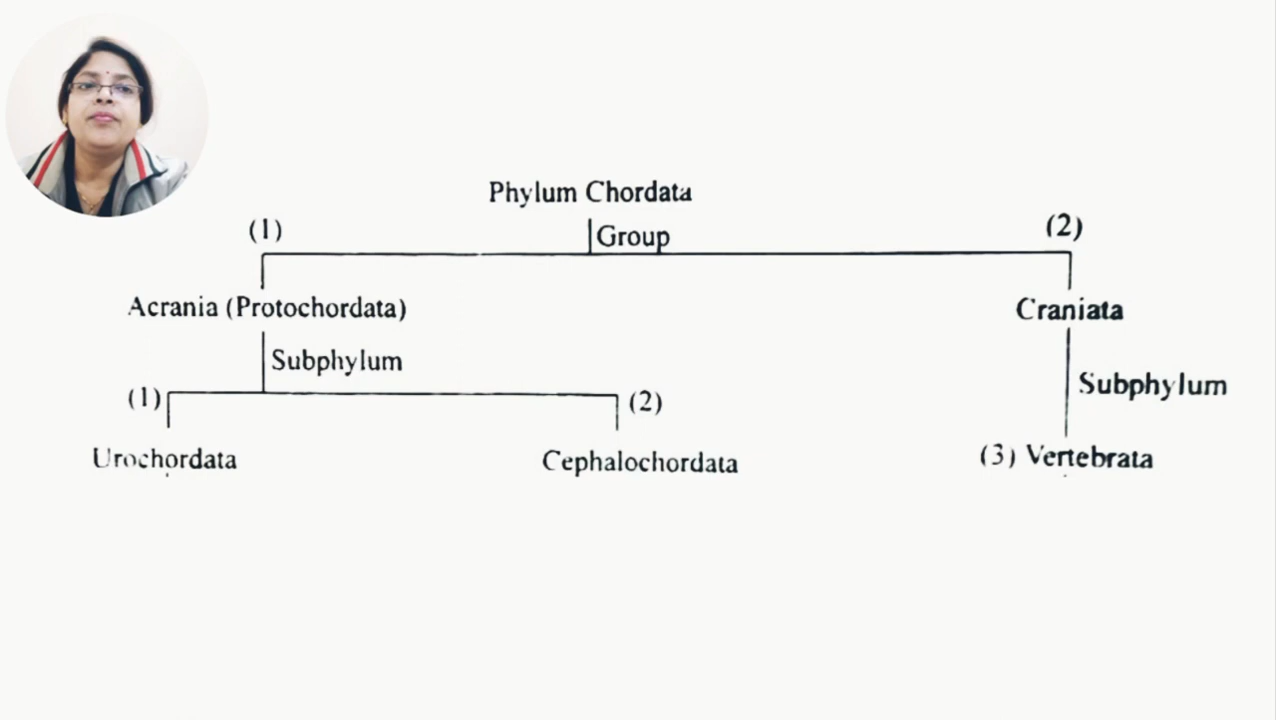 Phylum Chordata
(1)
Group
(2)
Acrania (Protochordata)
Craniata
Subphylum
Subphylum
(1)
(2)
Urochordata
Cephalochordata
(3) Vertebrata